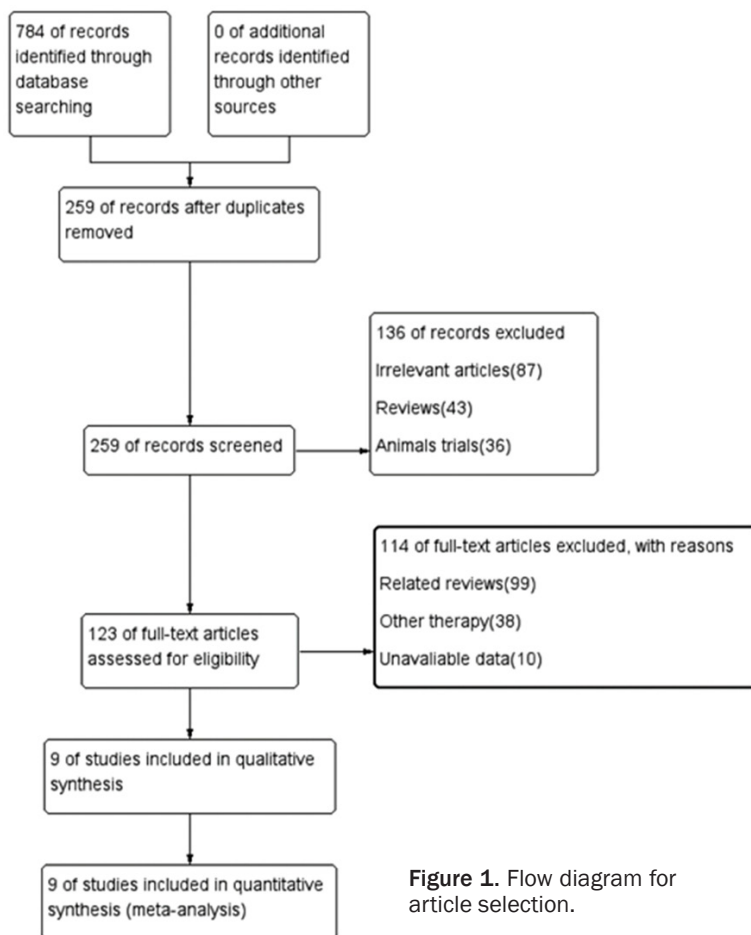 784 of records
identified through
database
searching
0 of additional
records identified
through other
sources
259 of records after duplicates
removed
136 of records excluded
Irrelevant articles(87)
Reviews(43)
Animals trials(36)
259 of records screened
114 of full-text articles excluded, with reasons
Related reviews(99)
Other therapy(38)
Unavaliable data(10)
123 of full-text articles
assessed for eligibility
9 of studies included in qualitative
synthesis
9 of studies included in quantitative
synthesis (meta-analysis)
Figure 1. Flow diagram for
article selection.